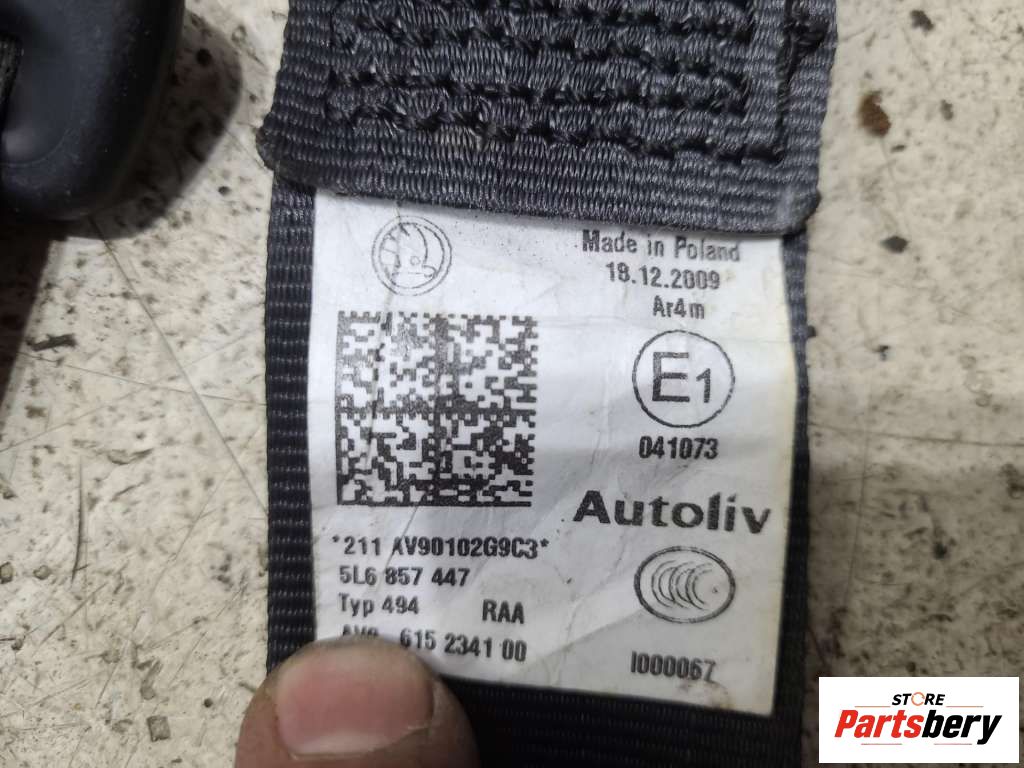 Made in Poland
18.12.2009
Ar4m
E1
041073
Autoliv
*211 AV90102G9C3*
5L6 857 447
Typ 494 RAA
615 2341 00
I000067
STORE
Partsbery